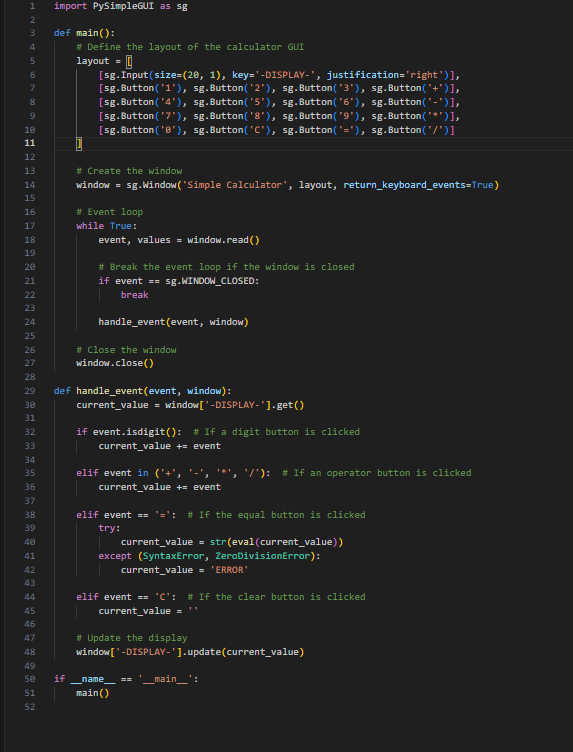 1 import PySimpleGUI as sg
2
3 def main():
4     # Define the layout of the calculator GUI
5     layout = [
6         [sg.Input(size=(20, 1), key='-DISPLAY-', justification='right')],
7         [sg.Button('1'), sg.Button('2'), sg.Button('3'), sg.Button('+')],
8         [sg.Button('4'), sg.Button('5'), sg.Button('6'), sg.Button('-')],
9         [sg.Button('7'), sg.Button('8'), sg.Button('9'), sg.Button('*')],
10         [sg.Button('0'), sg.Button('C'), sg.Button('='), sg.Button('/')]
11     ]
12
13     # Create the window
14     window = sg.Window('Simple Calculator', layout, return_keyboard_events=True)
15
16     # Event loop
17     while True:
18         event, values = window.read()
19
20         # Break the event loop if the window is closed
21         if event == sg.WINDOW_CLOSED:
22             break
23
24         handle_event(event, window)
25
26     # Close the window
27     window.close()
28
29 def handle_event(event, window):
30     current_value = window['-DISPLAY-'].get()
31
32     if event.isdigit():  # If a digit button is clicked
33         current_value += event
34
35     elif event in ('+', '-', '*', '/'):  # If an operator button is clicked
36         current_value += event
37
38     elif event == '=':  # If the equal button is clicked
39         try:
40             current_value = str(eval(current_value))
41         except (SyntaxError, ZeroDivisionError):
42             current_value = 'ERROR'
43
44     elif event == 'C':  # If the clear button is clicked
45         current_value = ''
46
47     # Update the display
48     window['-DISPLAY-'].update(current_value)
49
50 if __name__ == '__main__':
51     main()
52